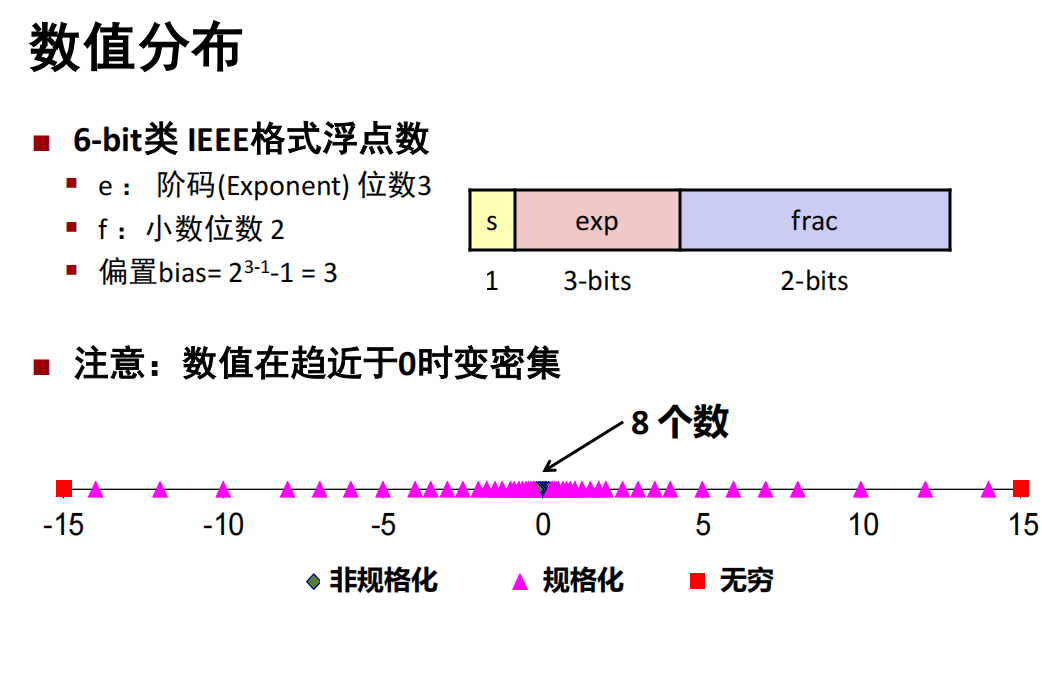 数值分布
6-bit类 IEEE格式浮点数
e： 阶码(Exponent) 位数3
f：小数位数 2
偏置bias= 2³⁻¹-1 = 3
s exp frac
1 3-bits 2-bits
注意：数值在趋近于0时变密集
8 个数
-15 -10 -5 0 5 10 15
非规格化 规格化 无穷